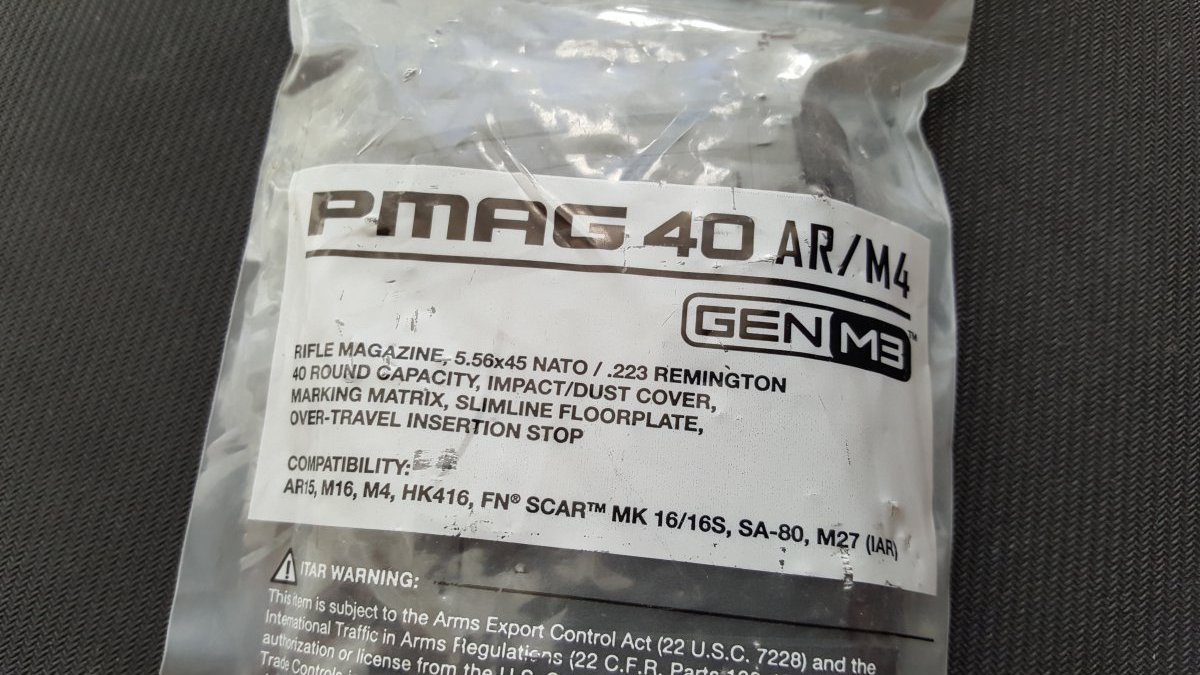 PMAG 40 AR/M4
GEN M3™
RIFLE MAGAZINE, 5.56x45 NATO / .223 REMINGTON
40 ROUND CAPACITY, IMPACT/DUST COVER,
MARKING MATRIX, SLIMLINE FLOORPLATE,
OVER-TRAVEL INSERTION STOP
COMPATIBILITY:
AR15, M16, M4, HK416, FN® SCAR™ MK 16/16S, SA-80, M27 (IAR)
ITAR WARNING:
This item is subject to the Arms Export Control Act (22 U.S.C. 7228) and the
International Traffic in Arms Regulations (22 C.F.R. Parts
authorization or license from the U.S.
Trade Controls